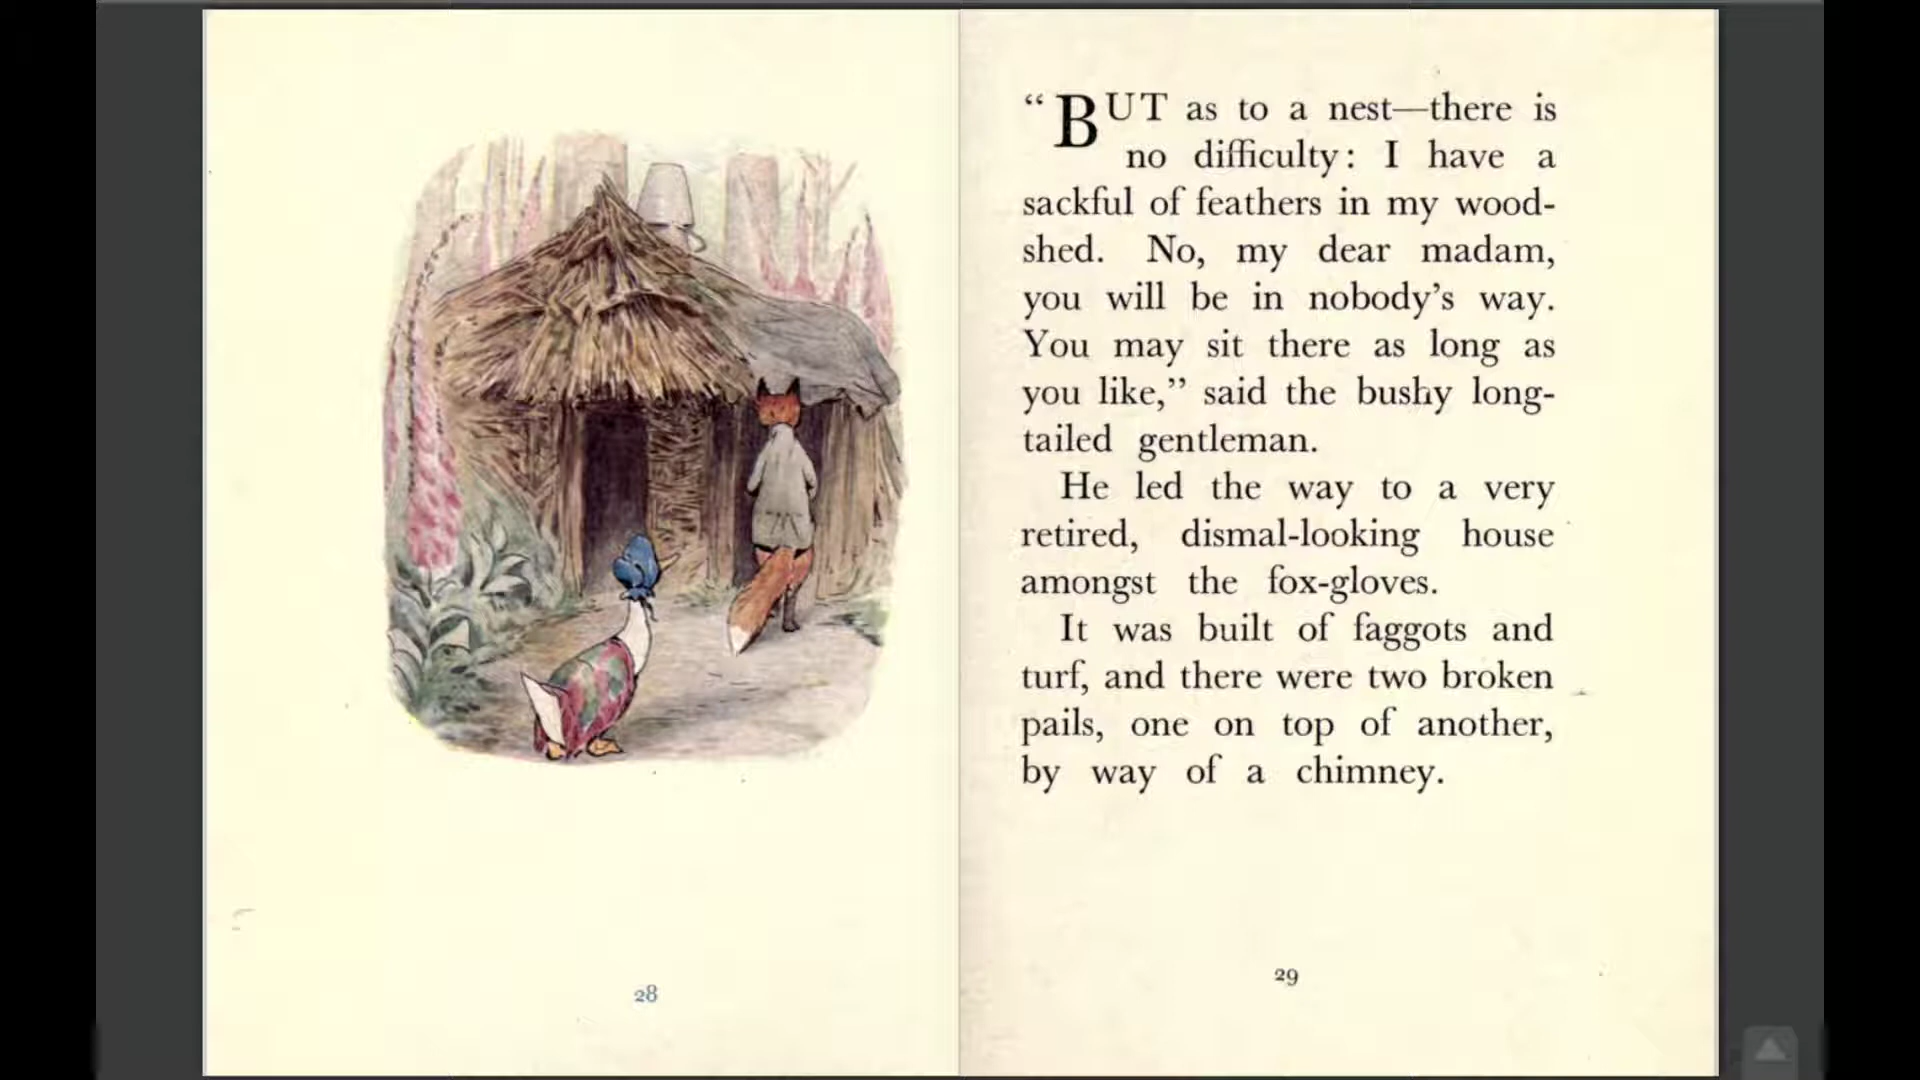 “BUT as to a nest—there is
no difficulty: I have a
sackful of feathers in my wood-
shed. No, my dear madam,
you will be in nobody’s way.
You may sit there as long as
you like,” said the bushy long-
tailed gentleman.
He led the way to a very
retired, dismal-looking house
amongst the fox-gloves.
It was built of faggots and
turf, and there were two broken
pails, one on top of another,
by way of a chimney.
28
29